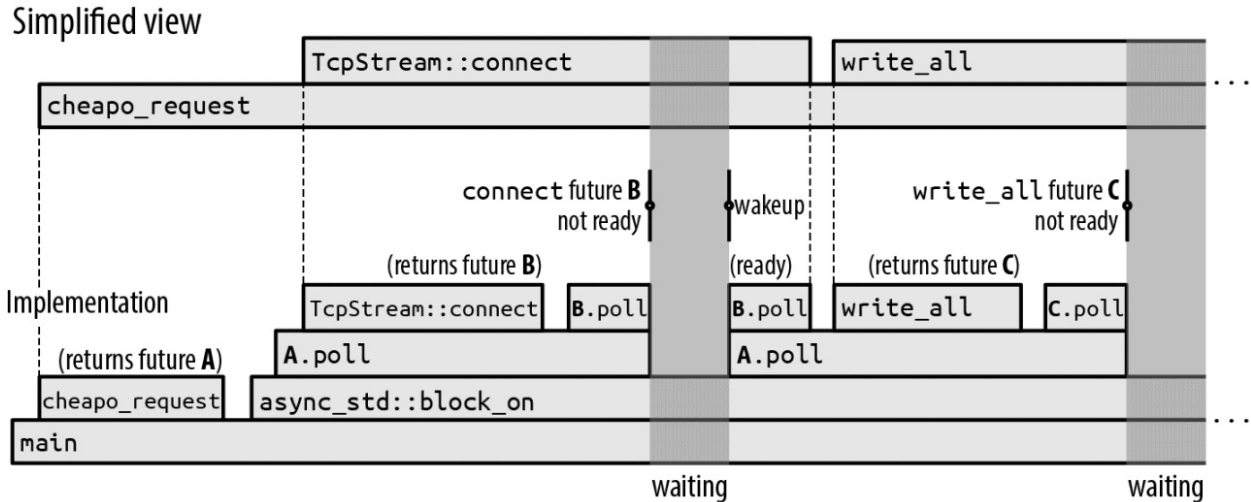 Simplified view
TcpStream::connect
write_all
cheapo_request
...
connect future B
not ready
wakeup
write_all future C
not ready
(returns future B)
(ready)
(returns future C)
Implementation
TcpStream::connect
B.poll
B.poll
write_all
C.poll
(returns future A)
A.poll
A.poll
cheapo_request
async_std::block_on
...
main
waiting
waiting